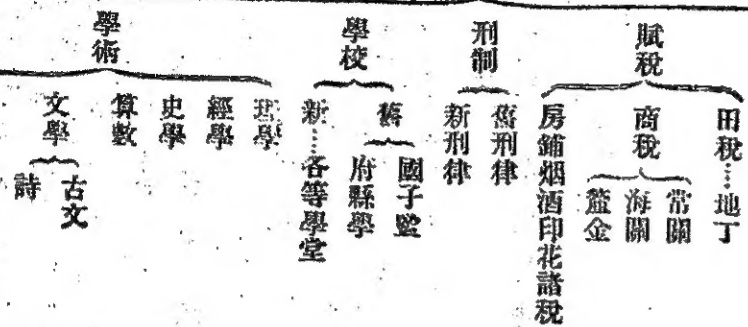 賦稅
田稅……地丁
商稅
常關
海關
釐金
房鋪烟酒印花諸稅
刑制
舊刑律
新刑律
學校
舊
國子監
府縣學
新……各等學堂
學術
理學
經學
史學
算數
文學
古文
詩